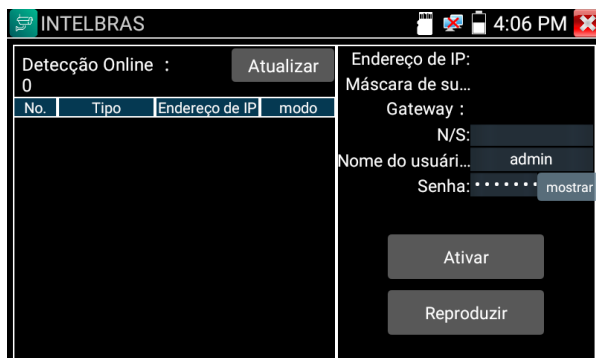 INTELBRAS
4:06 PM
Detecção Online :
0
Atualizar
No. Tipo Endereço de IP modo
Endereço de IP:
Máscara de su...
Gateway :
N/S:
Nome do usuári... admin
Senha: ••••••• mostrar
Ativar
Reproduzir